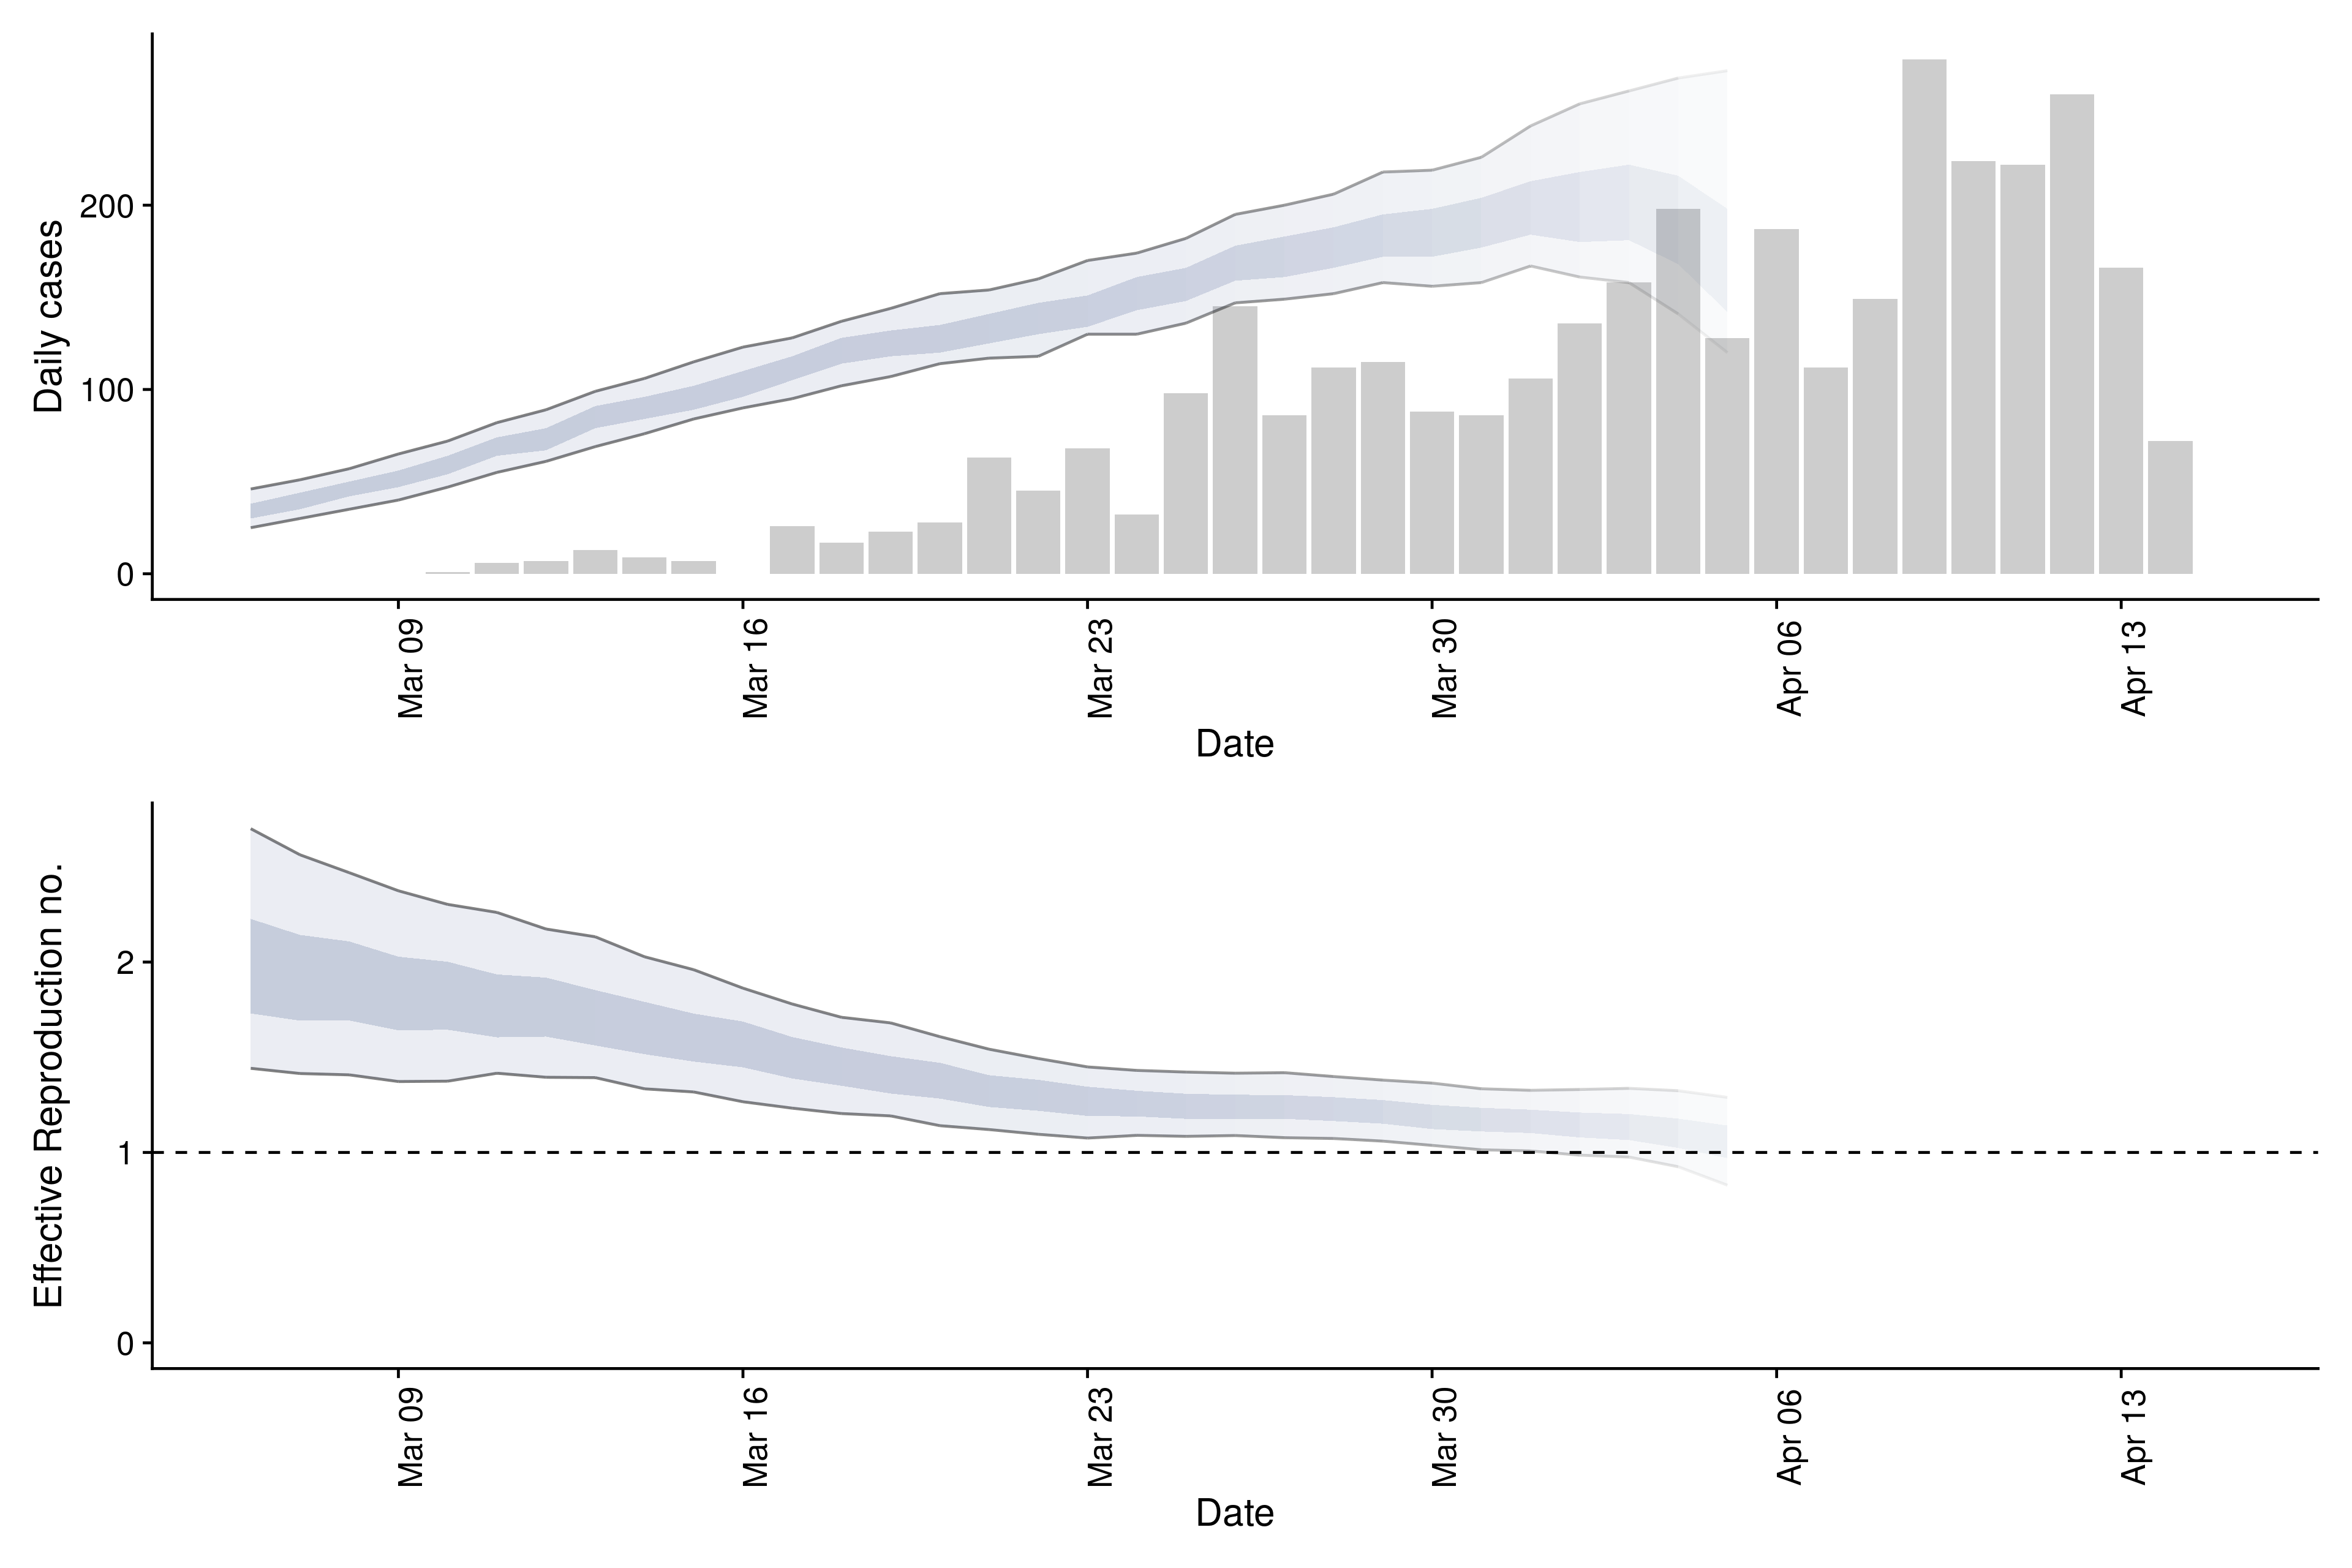 Daily cases
200
100
0
Mar 09
Mar 16
Mar 23
Mar 30
Apr 06
Apr 13
Date
Effective Reproduction no.
2
1
0
Mar 09
Mar 16
Mar 23
Mar 30
Apr 06
Apr 13
Date